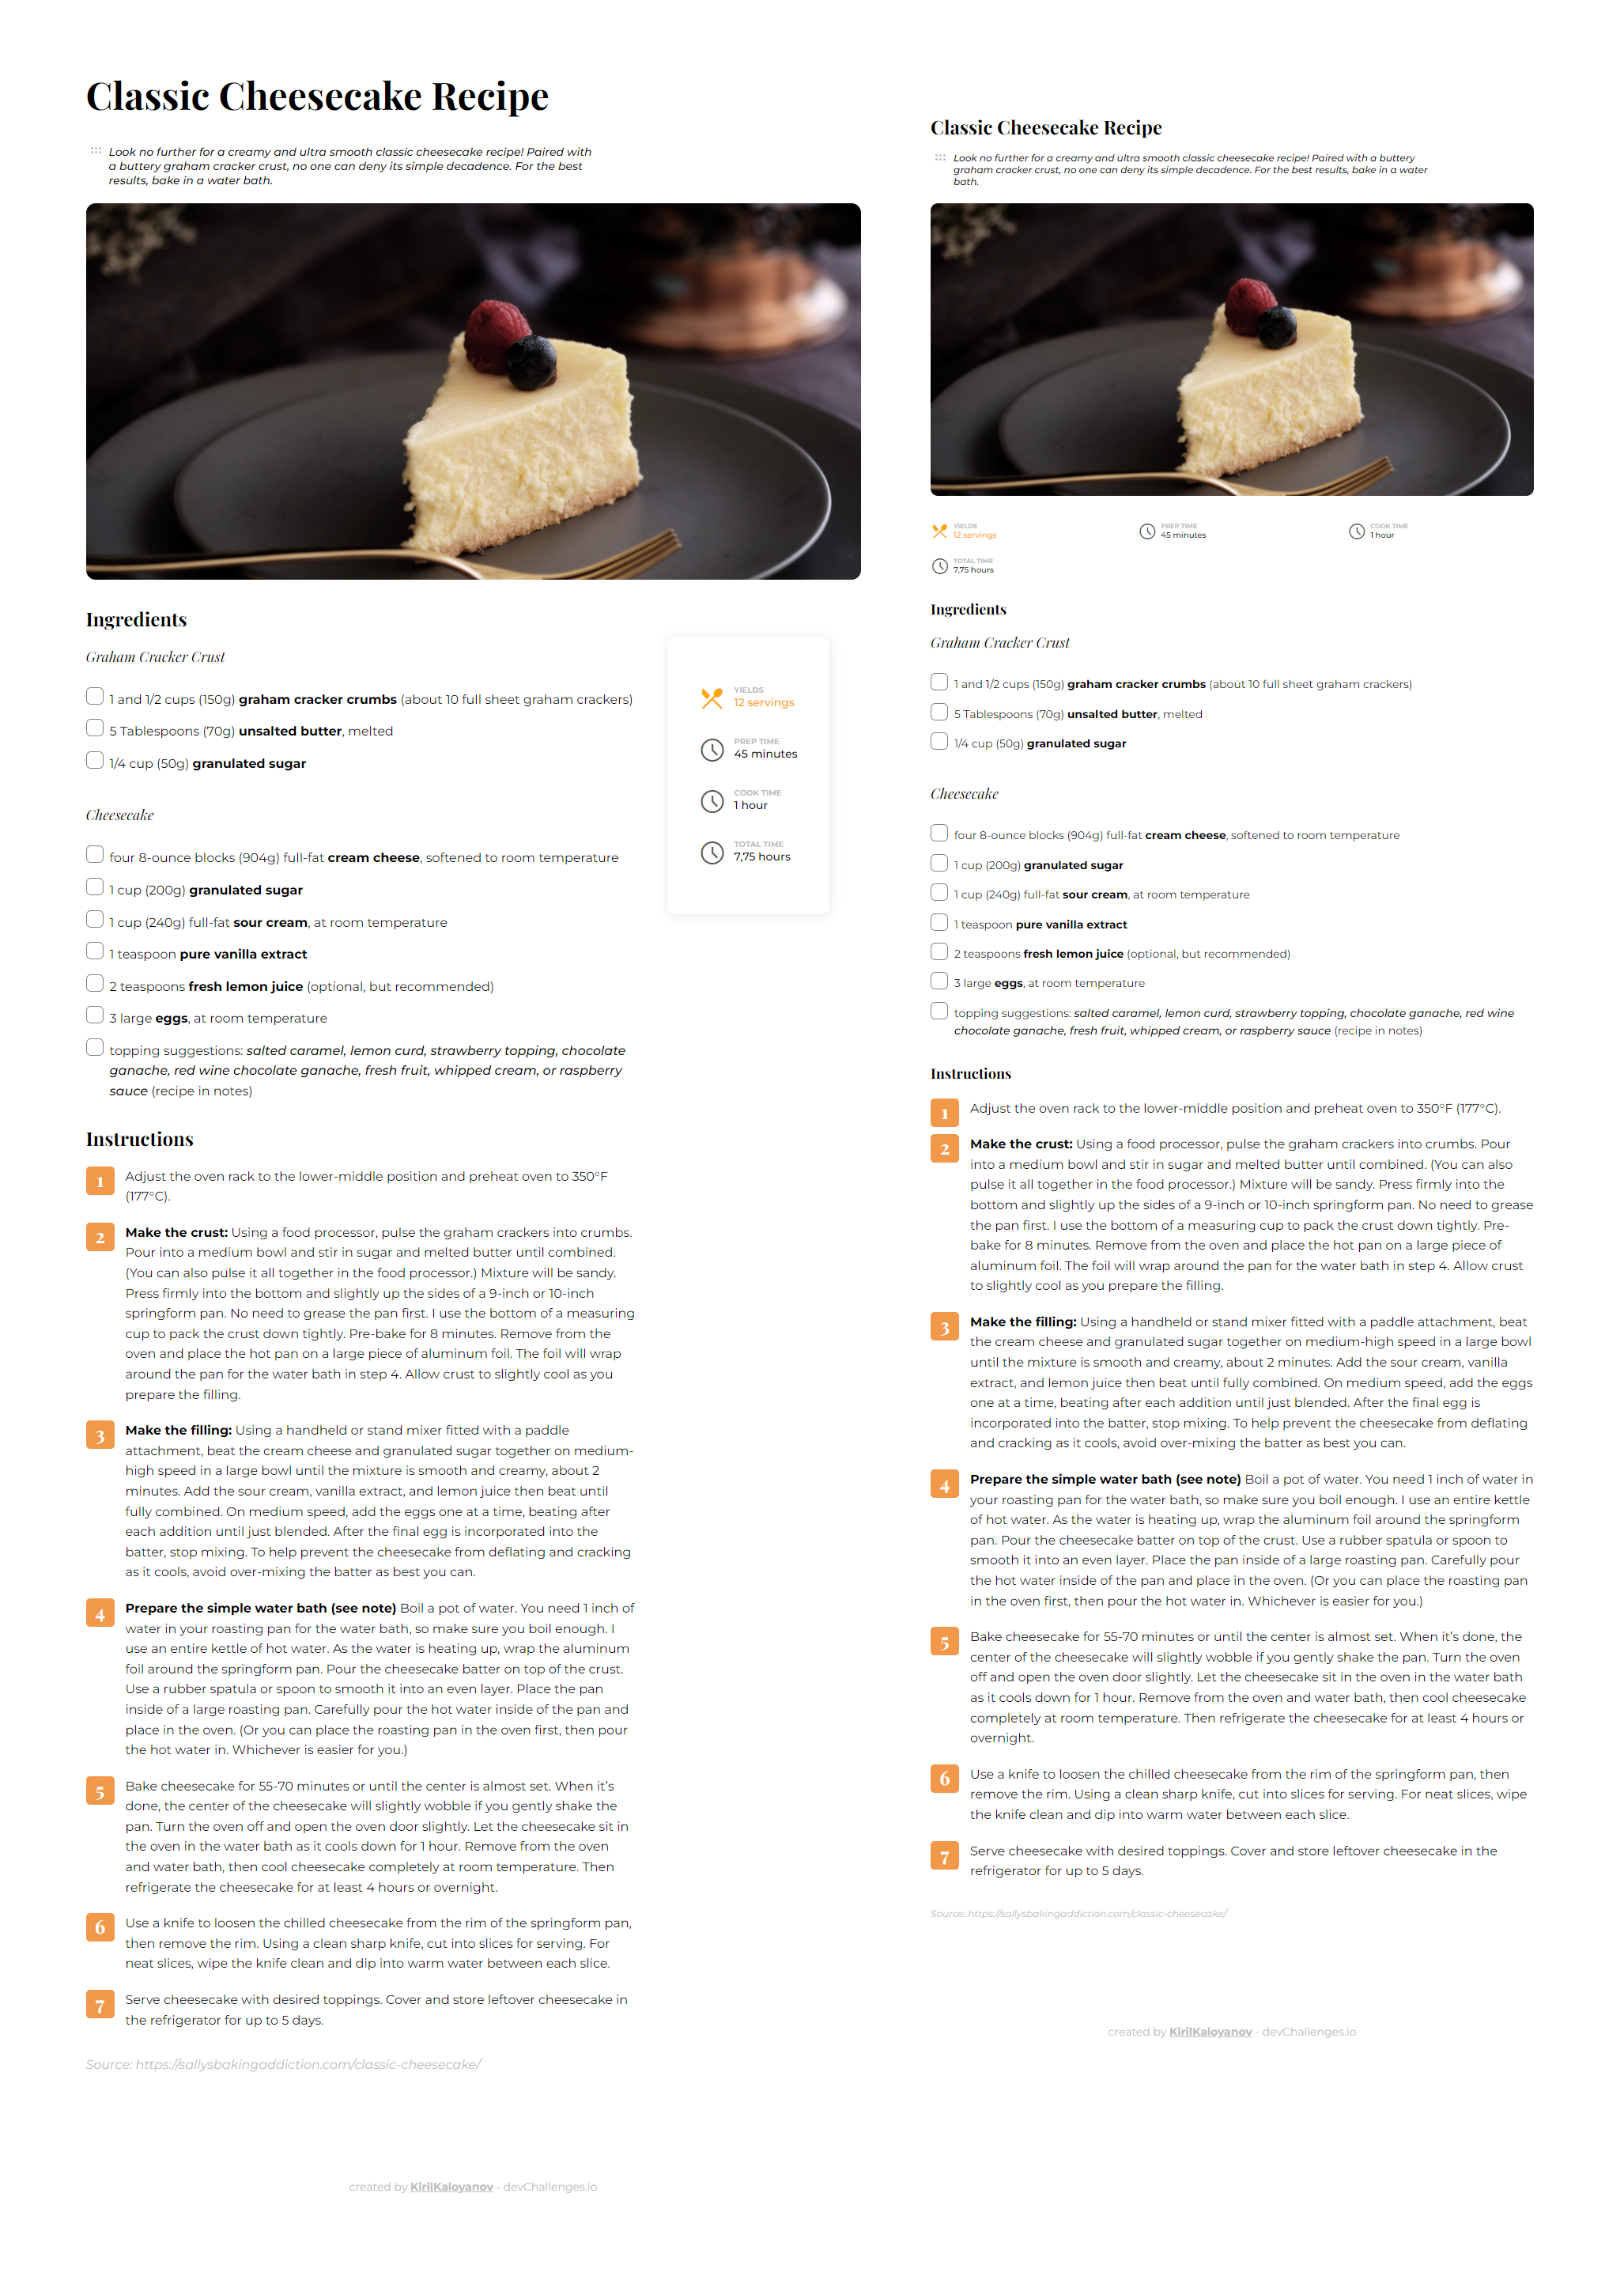 Classic Cheesecake Recipe
Look no further for a creamy and ultra smooth classic cheesecake recipe! Paired with
a buttery graham cracker crust, no one can deny its simple decadence. For the best
results, bake in a water bath.
Ingredients
Graham Cracker Crust
1 and 1/2 cups (150g) graham cracker crumbs (about 10 full sheet graham crackers)
5 Tablespoons (70g) unsalted butter, melted
1/4 cup (50g) granulated sugar
Cheesecake
four 8-ounce blocks (904g) full-fat cream cheese, softened to room temperature
1 cup (200g) granulated sugar
1 cup (240g) full-fat sour cream, at room temperature
1 teaspoon pure vanilla extract
2 teaspoons fresh lemon juice (optional, but recommended)
3 large eggs, at room temperature
topping suggestions: salted caramel, lemon curd, strawberry topping, chocolate
ganache, red wine chocolate ganache, fresh fruit, whipped cream, or raspberry
sauce (recipe in notes)
YIELDS
12 servings
PREP TIME
45 minutes
COOK TIME
1 hour
TOTAL TIME
7,75 hours
Instructions
1 Adjust the oven rack to the lower-middle position and preheat oven to 350°F
(177°C).
2 Make the crust: Using a food processor, pulse the graham crackers into crumbs.
Pour into a medium bowl and stir in sugar and melted butter until combined.
(You can also pulse it all together in the food processor.) Mixture will be sandy.
Press firmly into the bottom and slightly up the sides of a 9-inch or 10-inch
springform pan. No need to grease the pan first. I use the bottom of a measuring
cup to pack the crust down tightly. Pre-bake for 8 minutes. Remove from the
oven and place the hot pan on a large piece of aluminum foil. The foil will wrap
around the pan for the water bath in step 4. Allow crust to slightly cool as you
prepare the filling.
3 Make the filling: Using a handheld or stand mixer fitted with a paddle
attachment, beat the cream cheese and granulated sugar together on medium-
high speed in a large bowl until the mixture is smooth and creamy, about 2
minutes. Add the sour cream, vanilla extract, and lemon juice then beat until
fully combined. On medium speed, add the eggs one at a time, beating after
each addition until just blended. After the final egg is incorporated into the
batter, stop mixing. To help prevent the cheesecake from deflating and cracking
as it cools, avoid over-mixing the batter as best you can.
4 Prepare the simple water bath (see note) Boil a pot of water. You need 1 inch of
water in your roasting pan for the water bath, so make sure you boil enough. I
use an entire kettle of hot water. As the water is heating up, wrap the aluminum
foil around the springform pan. Pour the cheesecake batter on top of the crust.
Use a rubber spatula or spoon to smooth it into an even layer. Place the pan
inside of a large roasting pan. Carefully pour the hot water inside of the pan and
place in the oven. (Or you can place the roasting pan in the oven first, then pour
the hot water in. Whichever is easier for you.)
5 Bake cheesecake for 55-70 minutes or until the center is almost set. When it’s
done, the center of the cheesecake will slightly wobble if you gently shake the
pan. Turn the oven off and open the oven door slightly. Let the cheesecake sit in
the oven in the water bath as it cools down for 1 hour. Remove from the oven
and water bath, then cool cheesecake completely at room temperature. Then
refrigerate the cheesecake for at least 4 hours or overnight.
6 Use a knife to loosen the chilled cheesecake from the rim of the springform pan,
then remove the rim. Using a clean sharp knife, cut into slices for serving. For
neat slices, wipe the knife clean and dip into warm water between each slice.
7 Serve cheesecake with desired toppings. Cover and store leftover cheesecake in
the refrigerator for up to 5 days.
Source: https://sallysbakingaddiction.com/classic-cheesecake/
created by KirilKaloyanov - devChallenges.io
Classic Cheesecake Recipe
Look no further for a creamy and ultra smooth classic cheesecake recipe! Paired with a buttery
graham cracker crust, no one can deny its simple decadence. For the best results, bake in a water
bath.
YIELDS
12 servings
PREP TIME
45 minutes
COOK TIME
1 hour
TOTAL TIME
7,75 hours
Ingredients
Graham Cracker Crust
1 and 1/2 cups (150g) graham cracker crumbs (about 10 full sheet graham crackers)
5 Tablespoons (70g) unsalted butter, melted
1/4 cup (50g) granulated sugar
Cheesecake
four 8-ounce blocks (904g) full-fat cream cheese, softened to room temperature
1 cup (200g) granulated sugar
1 cup (240g) full-fat sour cream, at room temperature
1 teaspoon pure vanilla extract
2 teaspoons fresh lemon juice (optional, but recommended)
3 large eggs, at room temperature
topping suggestions: salted caramel, lemon curd, strawberry topping, chocolate ganache, red wine
chocolate ganache, fresh fruit, whipped cream, or raspberry sauce (recipe in notes)
Instructions
1 Adjust the oven rack to the lower-middle position and preheat oven to 350°F (177°C).
2 Make the crust: Using a food processor, pulse the graham crackers into crumbs. Pour
into a medium bowl and stir in sugar and melted butter until combined. (You can also
pulse it all together in the food processor.) Mixture will be sandy. Press firmly into the
bottom and slightly up the sides of a 9-inch or 10-inch springform pan. No need to grease
the pan first. I use the bottom of a measuring cup to pack the crust down tightly. Pre-
bake for 8 minutes. Remove from the oven and place the hot pan on a large piece of
aluminum foil. The foil will wrap around the pan for the water bath in step 4. Allow crust
to slightly cool as you prepare the filling.
3 Make the filling: Using a handheld or stand mixer fitted with a paddle attachment, beat
the cream cheese and granulated sugar together on medium-high speed in a large bowl
until the mixture is smooth and creamy, about 2 minutes. Add the sour cream, vanilla
extract, and lemon juice then beat until fully combined. On medium speed, add the eggs
one at a time, beating after each addition until just blended. After the final egg is
incorporated into the batter, stop mixing. To help prevent the cheesecake from deflating
and cracking as it cools, avoid over-mixing the batter as best you can.
4 Prepare the simple water bath (see note) Boil a pot of water. You need 1 inch of water in
your roasting pan for the water bath, so make sure you boil enough. I use an entire kettle
of hot water. As the water is heating up, wrap the aluminum foil around the springform
pan. Pour the cheesecake batter on top of the crust. Use a rubber spatula or spoon to
smooth it into an even layer. Place the pan inside of a large roasting pan. Carefully pour
the hot water inside of the pan and place in the oven. (Or you can place the roasting pan
in the oven first, then pour the hot water in. Whichever is easier for you.)
5 Bake cheesecake for 55-70 minutes or until the center is almost set. When it’s done, the
center of the cheesecake will slightly wobble if you gently shake the pan. Turn the oven
off and open the oven door slightly. Let the cheesecake sit in the oven in the water bath
as it cools down for 1 hour. Remove from the oven and water bath, then cool cheesecake
completely at room temperature. Then refrigerate the cheesecake for at least 4 hours or
overnight.
6 Use a knife to loosen the chilled cheesecake from the rim of the springform pan, then
remove the rim. Using a clean sharp knife, cut into slices for serving. For neat slices, wipe
the knife clean and dip into warm water between each slice.
7 Serve cheesecake with desired toppings. Cover and store leftover cheesecake in the
refrigerator for up to 5 days.
Source: https://sallysbakingaddiction.com/classic-cheesecake/
created by KirilKaloyanov - devChallenges.io